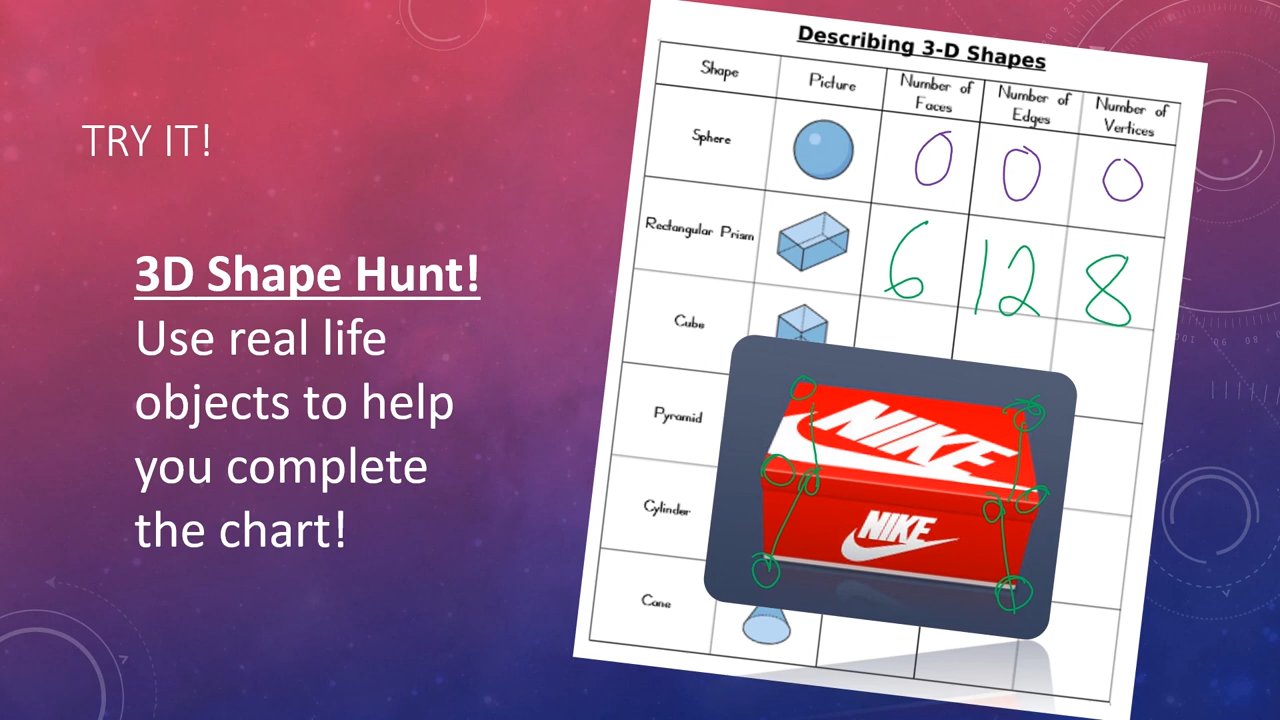 TRY IT!
3D Shape Hunt!
Use real life
objects to help
you complete
the chart!
Describing 3-D Shapes
Shape Picture Number of Faces Number of Edges Number of Vertices
Sphere 0 0 0
Rectangular Prism 6 12 8
Cube
Pyramid
Cylinder
Cone
NIKE
NIKE